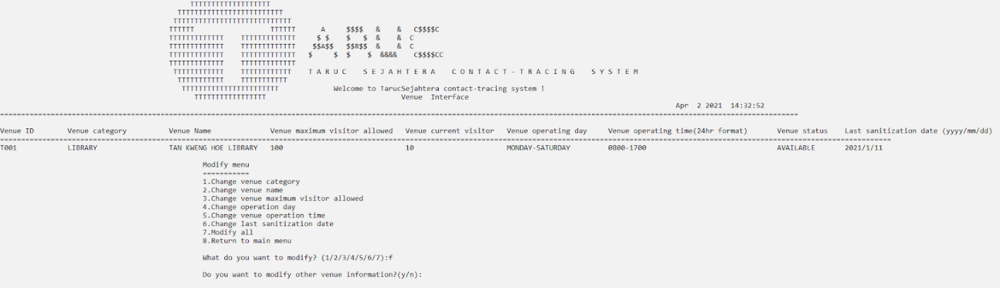 TTTTTTTTTTTTTTTTTTT
TTTTTTTTTTTTTTTTTTTTTTTTT
TTTTTTTTTTTTTTTTTTTTTTTTTTTT
TTTTTT                  TTTTTT      A     $$$$   &    &   C$$$$C
TTTTTTTTTTTTT    TTTTTTTTTTTTT     $ $    $   $  &    &  C
TTTTTTTTTTTTT    TTTTTTTTTTTTT    $$A$$   $$R$$  &    &  C
TTTTTTTTTTTTT    TTTTTTTTTTTTT   $     $  $    $  &&&&    C$$$$CC
TTTTTTTTTTTTT    TTTTTTTTTTTTT
TTTTTTTTTTTT    TTTTTTTTTTTT    T A R U C    S E J A H T E R A    C O N T A C T - T R A C I N G    S Y S T E M
TTTTTTTTTTT    TTTTTTTTTTT
TTTTTTTTTTTTTTTTTTTTTTT             Welcome to TarucSejahtera contact-tracing system !
TTTTTTTTTTTTTTTTT                                Venue  Interface
Apr  2 2021  14:32:52
Venue ID        Venue category          Venue Name              Venue maximum visitor allowed   Venue current visitor   Venue operating day     Venue operating time(24hr format)       Venue status    Last sanitization date (yyyy/mm/dd)
T001            LIBRARY                 TAN KWENG HOE LIBRARY   100                             10                      MONDAY-SATURDAY         0800-1700                               AVAILABLE       2021/1/11
Modify menu
===========
1.Change venue category
2.Change venue name
3.Change venue maximum visitor allowed
4.Change operation day
5.Change venue operation time
6.Change last sanitization date
7.Modify all
8.Return to main menu
What do you want to modify? (1/2/3/4/5/6/7):f
Do you want to modify other venue information?(y/n):